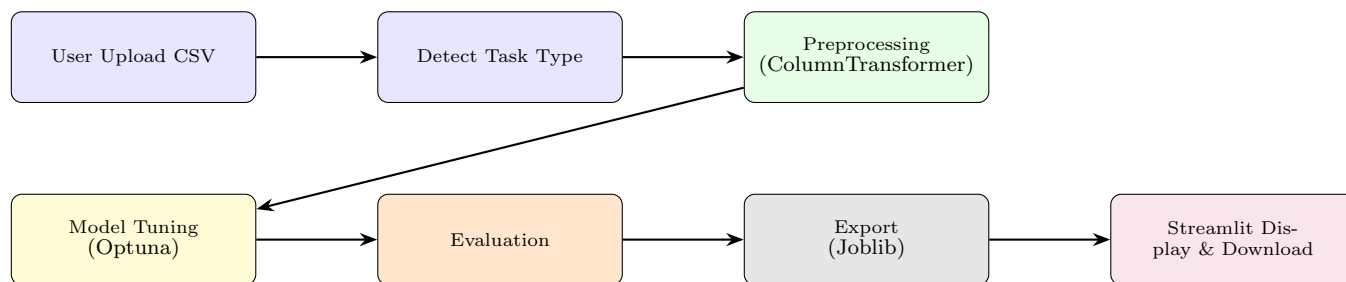 User Upload CSV
Detect Task Type
Preprocessing
(ColumnTransformer)
Model Tuning
(Optuna)
Evaluation
Export
(Joblib)
Streamlit Dis-
play & Download